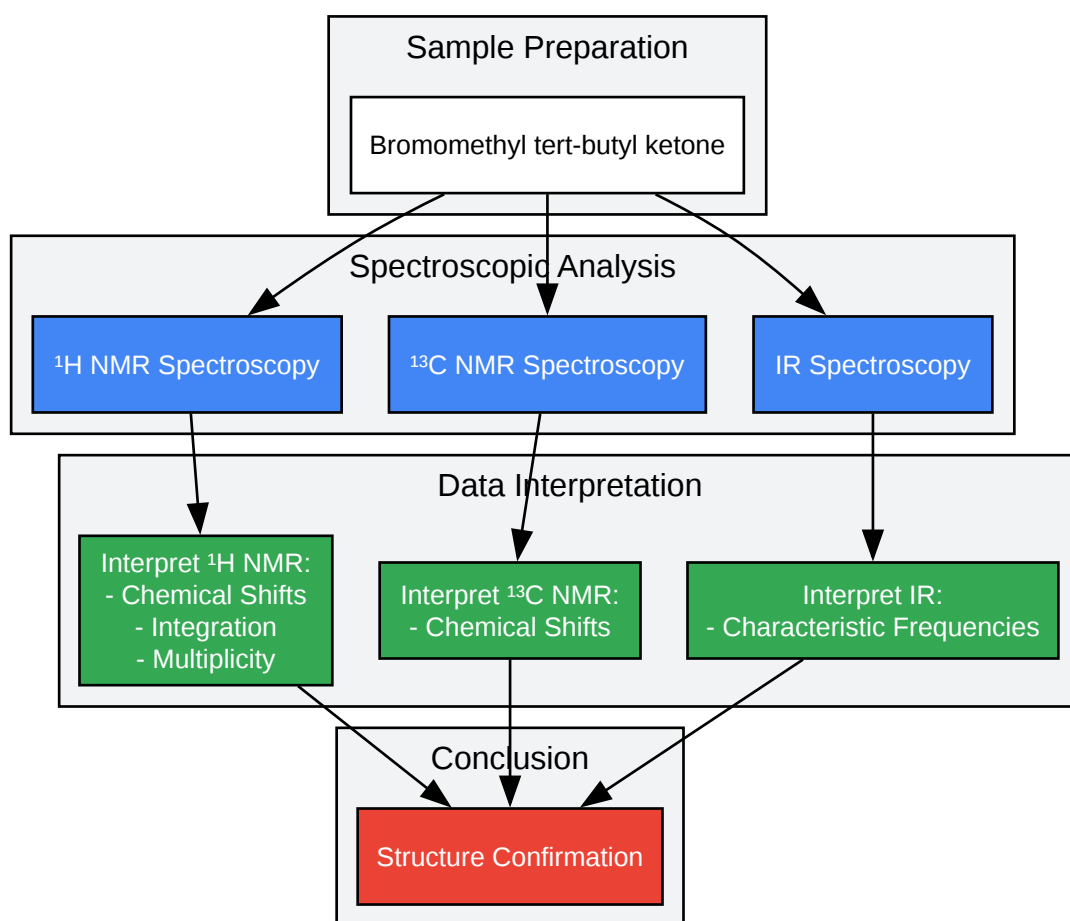 Sample Preparation
Bromomethyl tert-butyl ketone
Spectroscopic Analysis
¹H NMR Spectroscopy
¹³C NMR Spectroscopy
IR Spectroscopy
Data Interpretation
Interpret ¹H NMR:
- Chemical Shifts
- Integration
- Multiplicity
Interpret ¹³C NMR:
- Chemical Shifts
Interpret IR:
- Characteristic Frequencies
Conclusion
Structure Confirmation